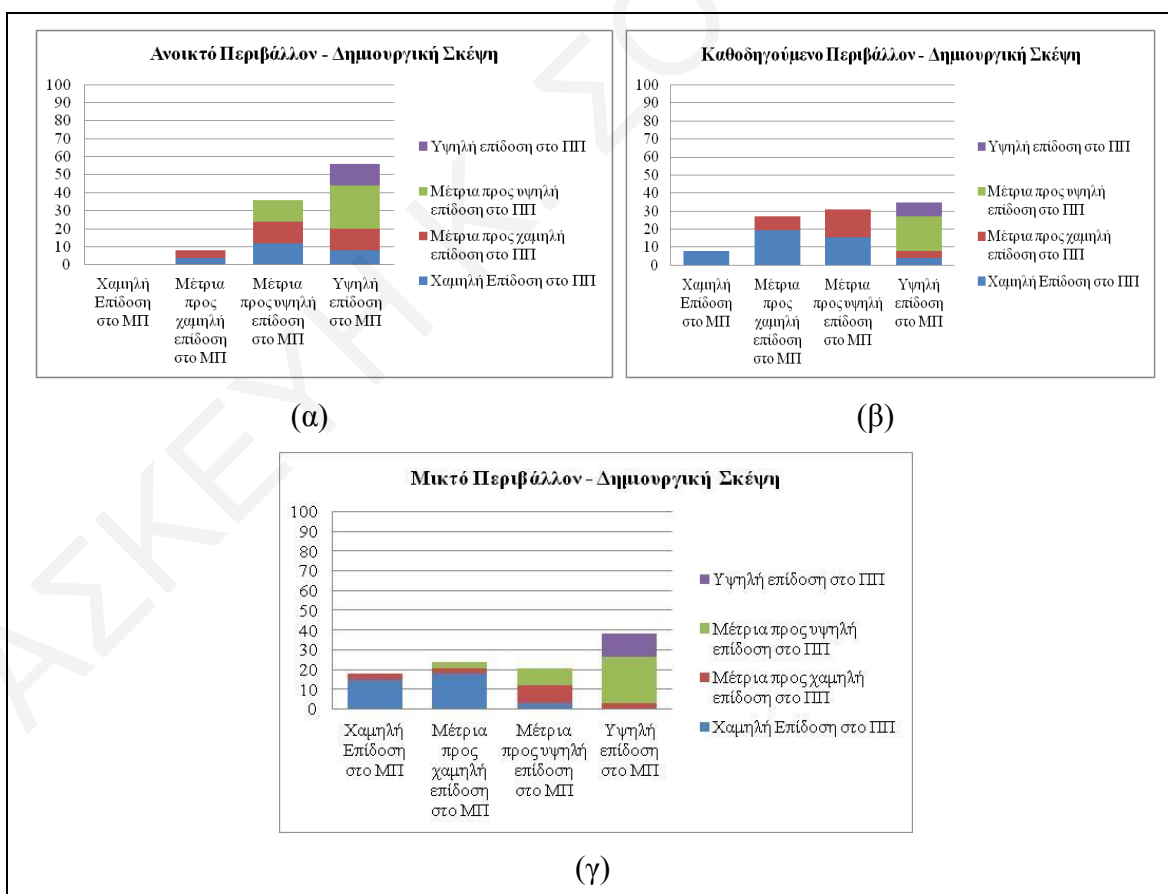 Ανοικτό Περιβάλλον - Δημιουργική Σκέψη
100
90
80
70
60
50
40
30
20
10
0
Χαμηλή
Επίδοση
στο ΜΠ
Μέτρια
προς
χαμηλή
επίδοση
στο ΜΠ
Μέτρια
προς υψηλή
επίδοση
στο ΜΠ
Υψηλή
επίδοση
στο ΜΠ
Υψηλή επίδοση στο ΠΠ
Μέτρια προς υψηλή
επίδοση στο ΠΠ
Μέτρια προς χαμηλή
επίδοση στο ΠΠ
Χαμηλή Επίδοση στο ΠΠ
(α)
Καθοδηγούμενο Περιβάλλον - Δημιουργική Σκέψη
100
90
80
70
60
50
40
30
20
10
0
Χαμηλή
Επίδοση
στο ΜΠ
Μέτρια
προς
χαμηλή
επίδοση
στο ΜΠ
Μέτρια
προς υψηλή
επίδοση
στο ΜΠ
Υψηλή
επίδοση
στο ΜΠ
Υψηλή επίδοση στο ΠΠ
Μέτρια προς υψηλή
επίδοση στο ΠΠ
Μέτρια προς χαμηλή
επίδοση στο ΠΠ
Χαμηλή Επίδοση στο ΠΠ
(β)
Μικτό Περιβάλλον - Δημιουργική Σκέψη
100
90
80
70
60
50
40
30
20
10
0
Χαμηλή
Επίδοση
στο ΜΠ
Μέτρια
προς
χαμηλή
επίδοση
στο ΜΠ
Μέτρια
προς υψηλή
επίδοση
στο ΜΠ
Υψηλή
επίδοση
στο ΜΠ
Υψηλή επίδοση στο ΠΠ
Μέτρια προς υψηλή
επίδοση στο ΠΠ
Μέτρια προς χαμηλή
επίδοση στο ΠΠ
Χαμηλή Επίδοση στο ΠΠ
(γ)
ΑΣΚΕΥΗ Κ. ΣΟ